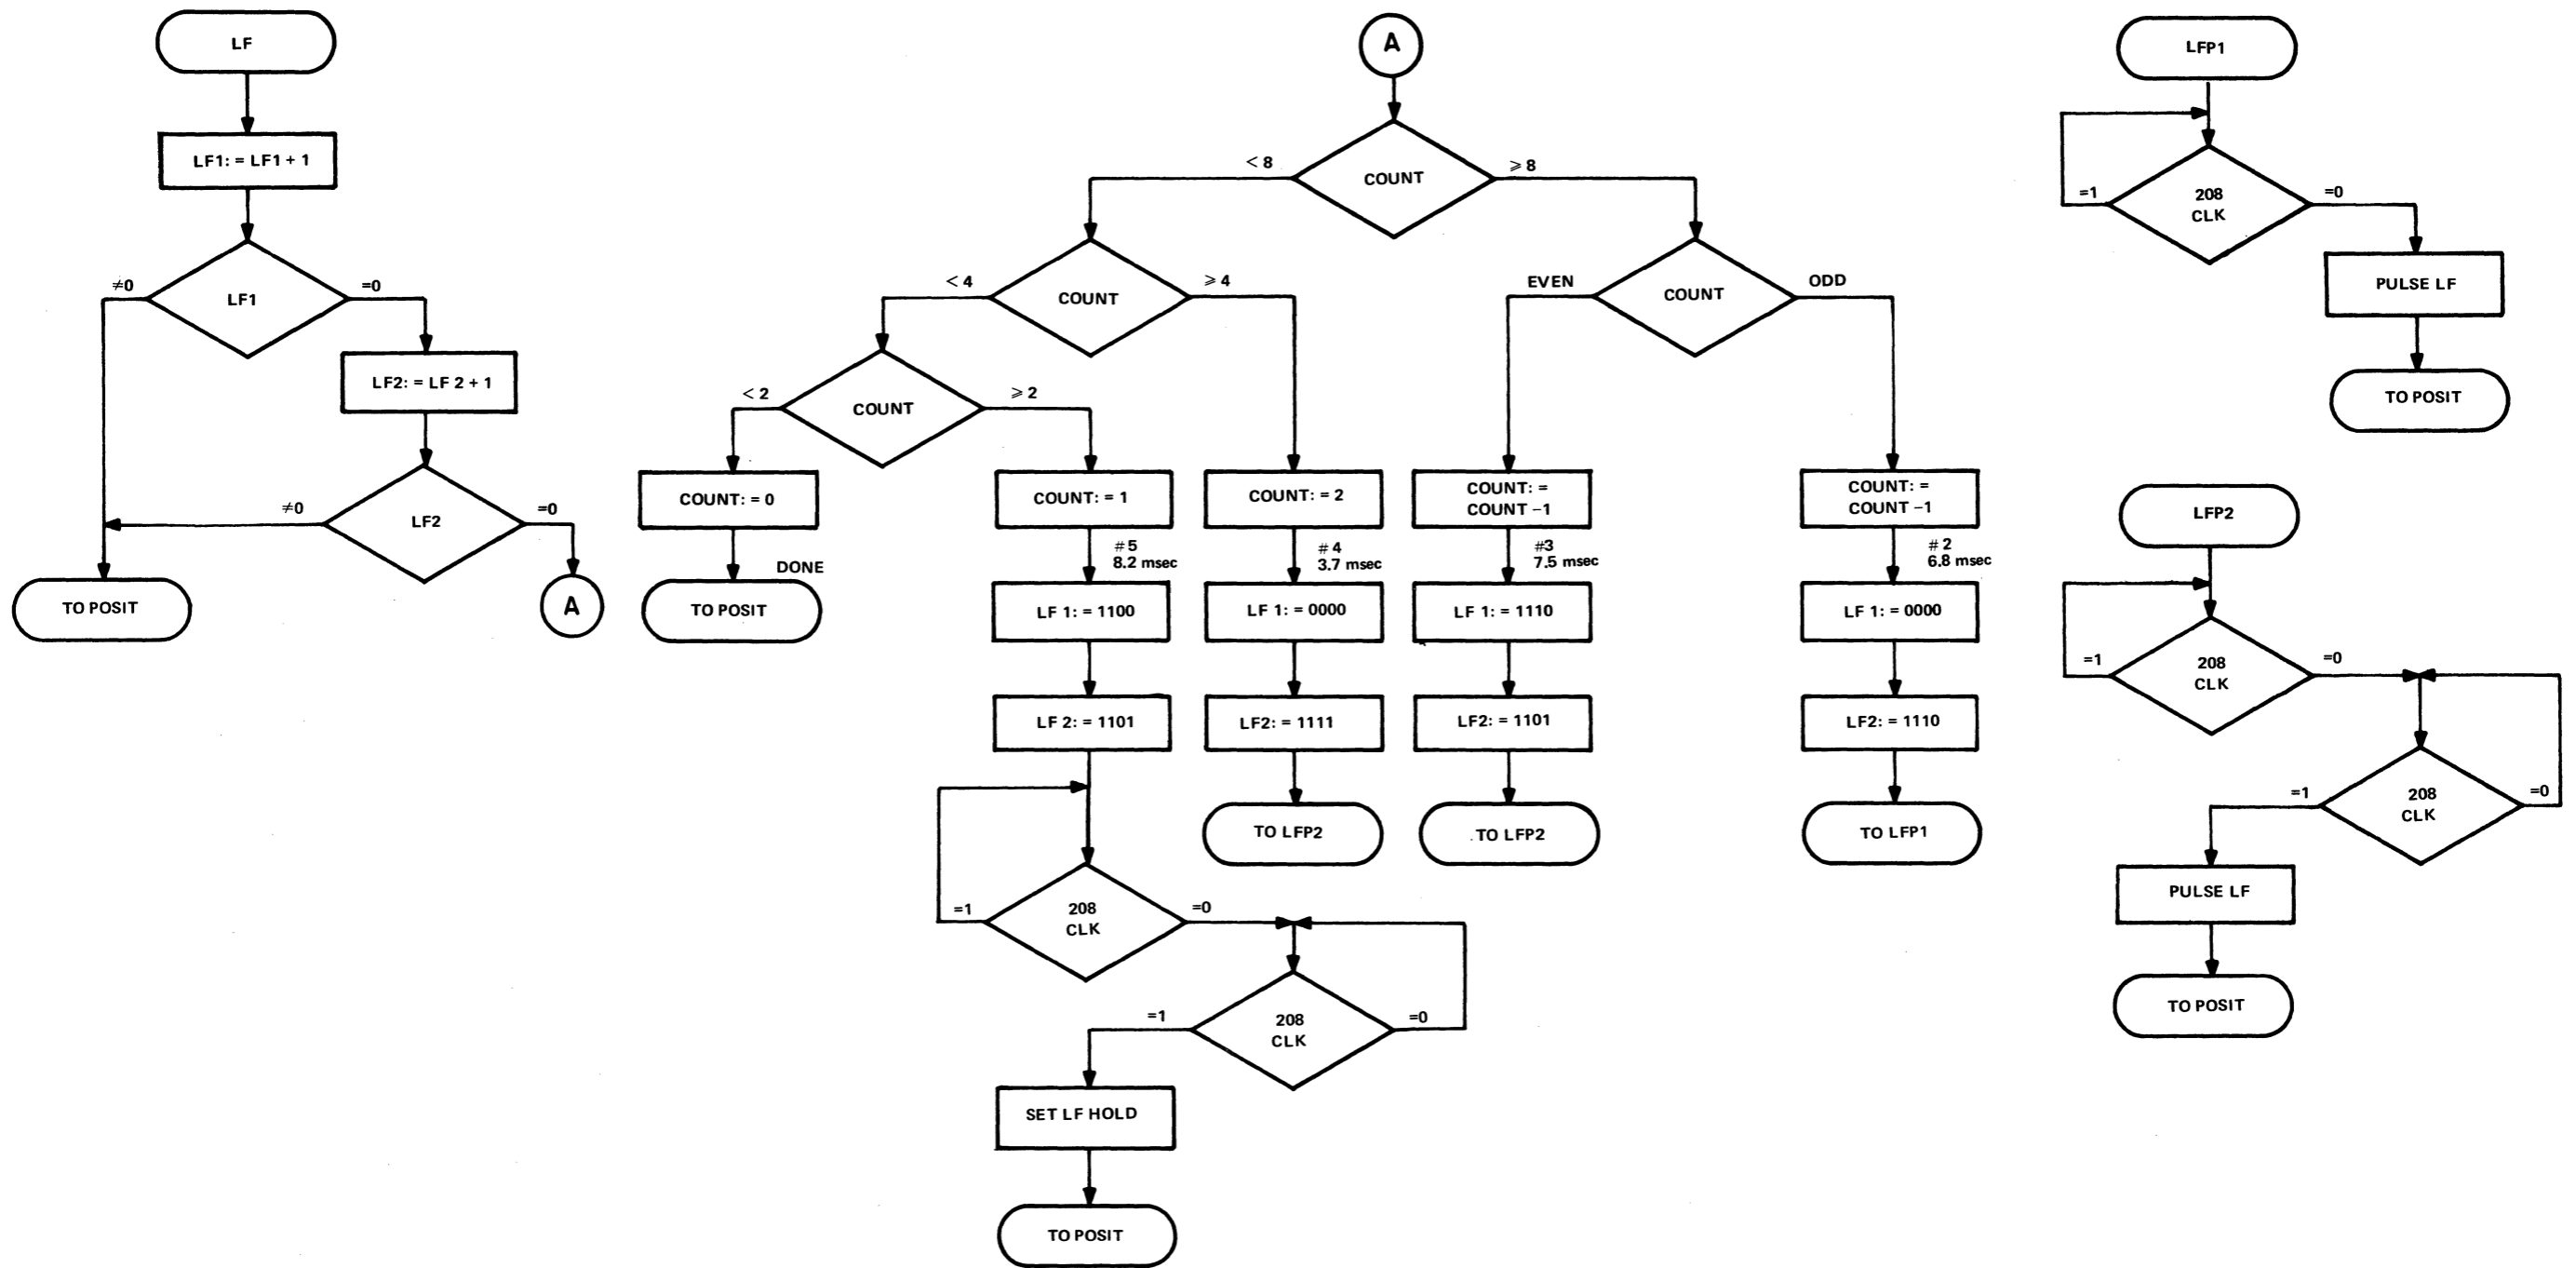 LF
LF1: = LF1 + 1
LF1
≠0
=0
LF2: = LF 2 + 1
LF2
≠0
=0
TO POSIT
A
A
COUNT
< 8
⩾ 8
COUNT
< 4
⩾ 4
COUNT
EVEN
ODD
COUNT
< 2
⩾ 2
COUNT: = 0
DONE
TO POSIT
COUNT: = 1
#5
8.2 msec
LF 1: = 1100
LF 2: = 1101
208
CLK
=1
=0
208
CLK
=1
=0
SET LF HOLD
TO POSIT
COUNT: = 2
#4
3.7 msec
LF 1: = 0000
LF2: = 1111
TO LFP2
COUNT: =
COUNT –1
#3
7.5 msec
LF 1: = 1110
LF2: = 1101
TO LFP2
COUNT: =
COUNT –1
# 2
6.8 msec
LF 1: = 0000
LF2: = 1110
TO LFP1
LFP1
208
CLK
=1
=0
PULSE LF
TO POSIT
LFP2
208
CLK
=1
=0
208
CLK
=1
=0
PULSE LF
TO POSIT